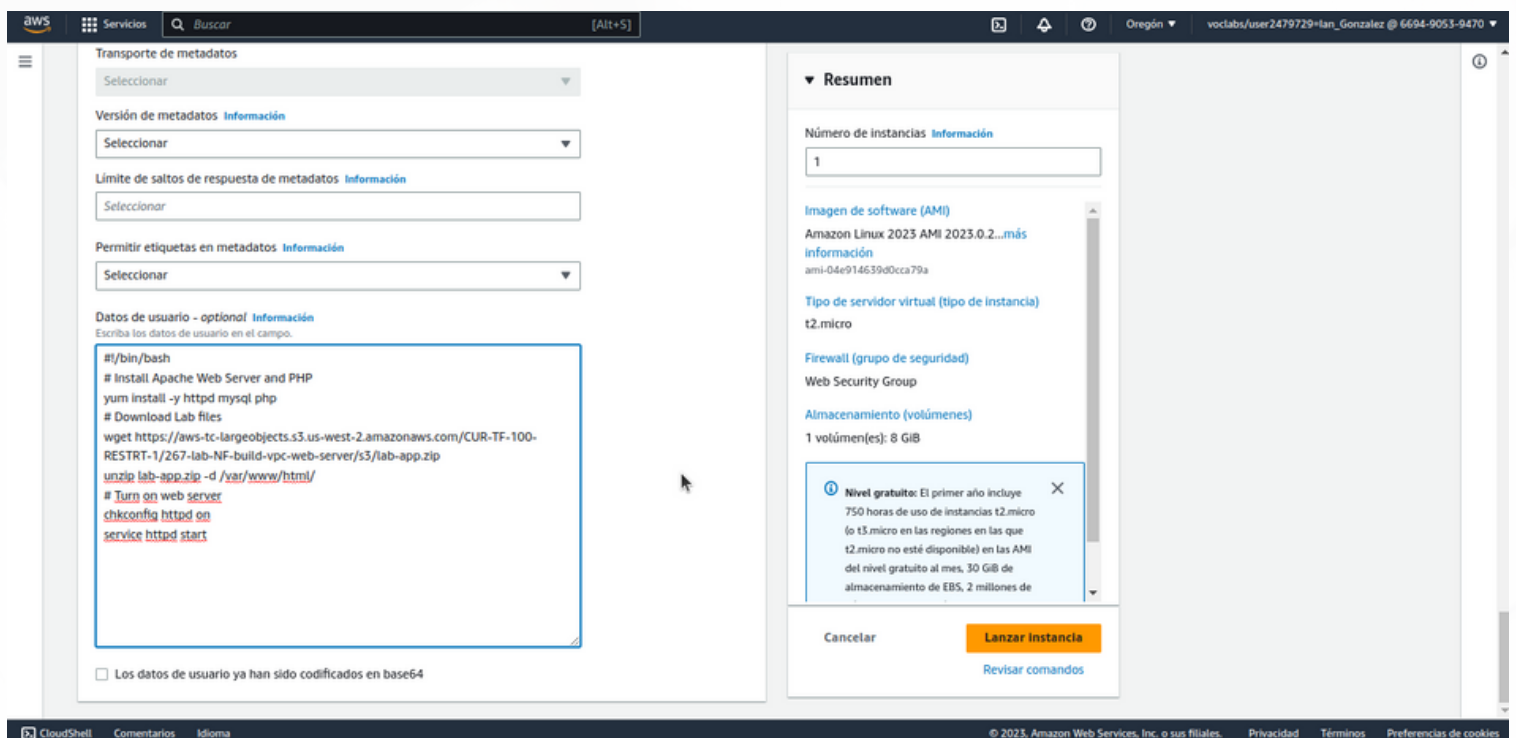 aws
Servicios
Buscar
[Alt+S]
Oregón
voclabs/user2479729=Ian_Gonzalez @ 6694-9053-9470
Transporte de metadatos
Seleccionar
Versión de metadatos Información
Seleccionar
Límite de saltos de respuesta de metadatos Información
Seleccionar
Permitir etiquetas en metadatos Información
Seleccionar
Datos de usuario - optional Información
Escriba los datos de usuario en el campo.
#!/bin/bash
# Install Apache Web Server and PHP
yum install -y httpd mysql php
# Download Lab files
wget https://aws-tc-largeobjects.s3.us-west-2.amazonaws.com/CUR-TF-100-
RESTRT-1/267-lab-NF-build-vpc-web-server/s3/lab-app.zip
unzip lab-app.zip -d /var/www/html/
# Turn on web server
chkconfig httpd on
service httpd start
Los datos de usuario ya han sido codificados en base64
Resumen
Número de instancias Información
1
Imagen de software (AMI)
Amazon Linux 2023 AMI 2023.0.2...más
información
ami-04e914639d0cca79a
Tipo de servidor virtual (tipo de instancia)
t2.micro
Firewall (grupo de seguridad)
Web Security Group
Almacenamiento (volúmenes)
1 volúmen(es): 8 GiB
Nivel gratuito: El primer año incluye
750 horas de uso de instancias t2.micro
(o t3.micro en las regiones en las que
t2.micro no esté disponible) en las AMI
del nivel gratuito al mes, 30 GiB de
almacenamiento de EBS, 2 millones de
Cancelar
Lanzar instancia
Revisar comandos
CloudShell
Comentarios
Idioma
© 2023, Amazon Web Services, Inc. o sus filiales.
Privacidad
Términos
Preferencias de cookies